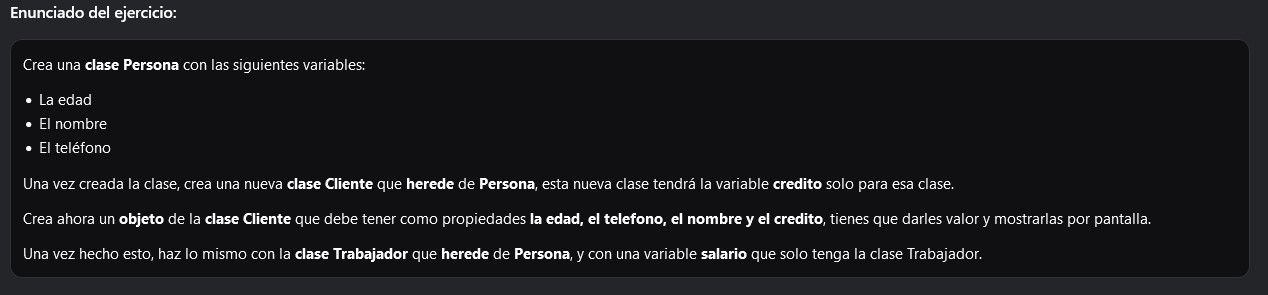 Enunciado del ejercicio:
Crea una clase Persona con las siguientes variables:
• La edad
• El nombre
• El teléfono
Una vez creada la clase, crea una nueva clase Cliente que herede de Persona, esta nueva clase tendrá la variable credito solo para esa clase.
Crea ahora un objeto de la clase Cliente que debe tener como propiedades la edad, el telefono, el nombre y el credito, tienes que darles valor y mostrarlas por pantalla.
Una vez hecho esto, haz lo mismo con la clase Trabajador que herede de Persona, y con una variable salario que solo tenga la clase Trabajador.